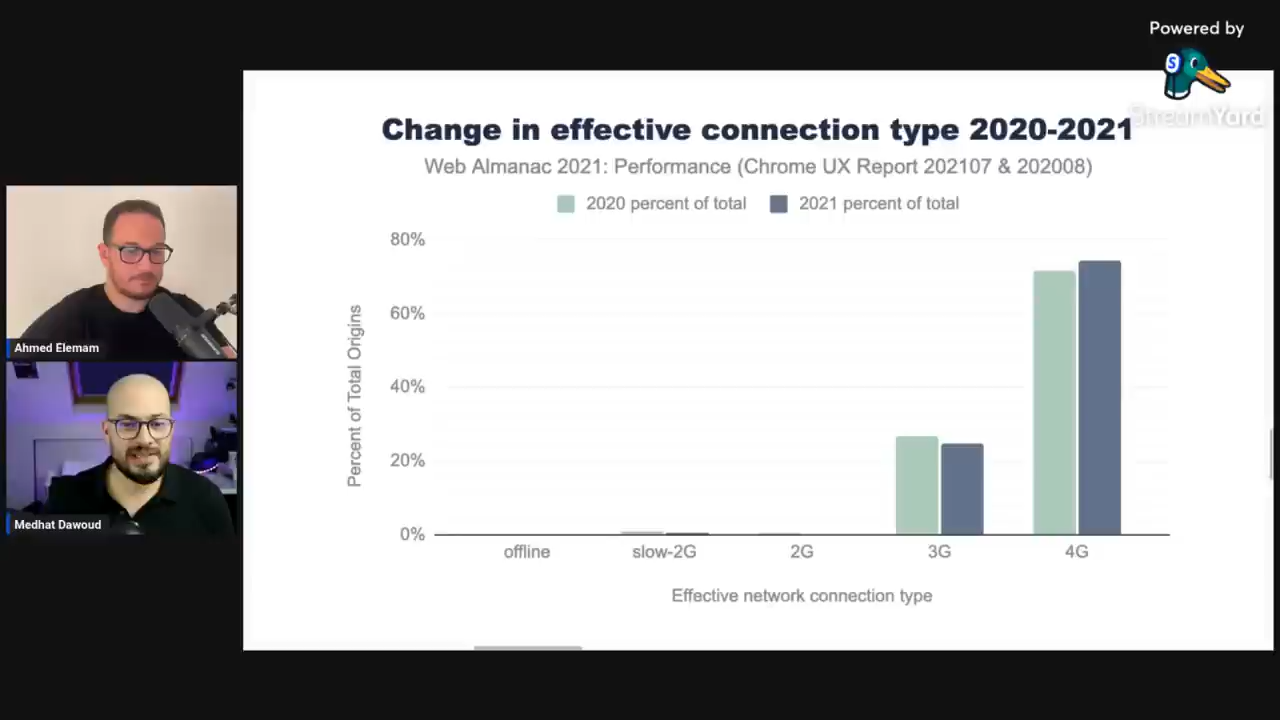 Powered by
StreamYard
Change in effective connection type 2020-2021
Web Almanac 2021: Performance (Chrome UX Report 202107 & 202008)
2020 percent of total
2021 percent of total
80%
60%
40%
20%
0%
Percent of Total Origins
offline
slow-2G
2G
3G
4G
Effective network connection type
Ahmed Elemam
Medhat Dawoud